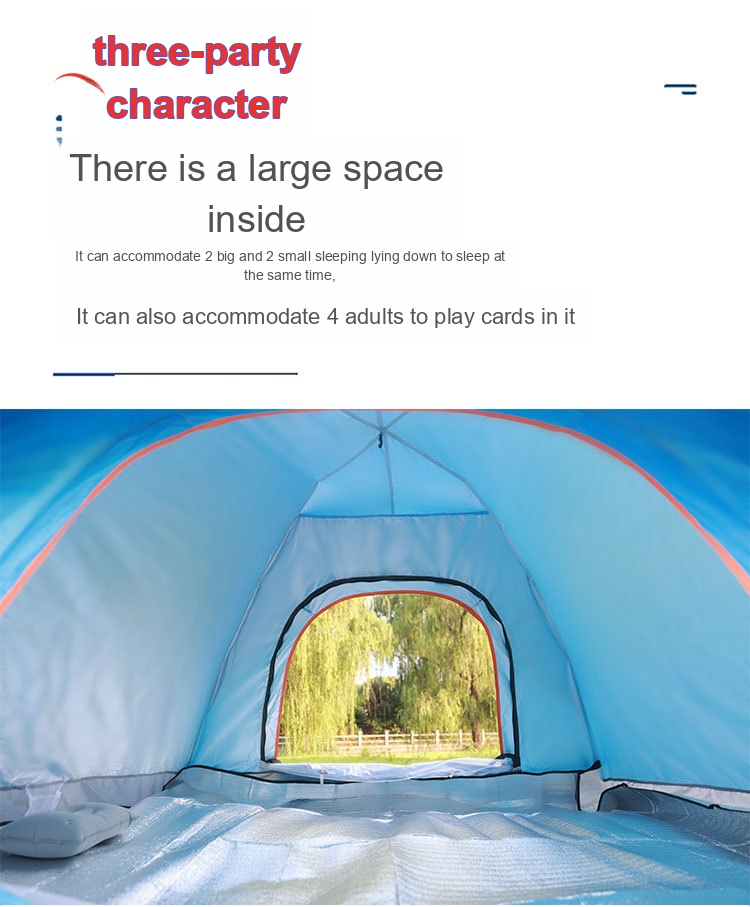 three-party
character
There is a large space
inside
It can accommodate 2 big and 2 small sleeping lying down to sleep at
the same time,
It can also accommodate 4 adults to play cards in it